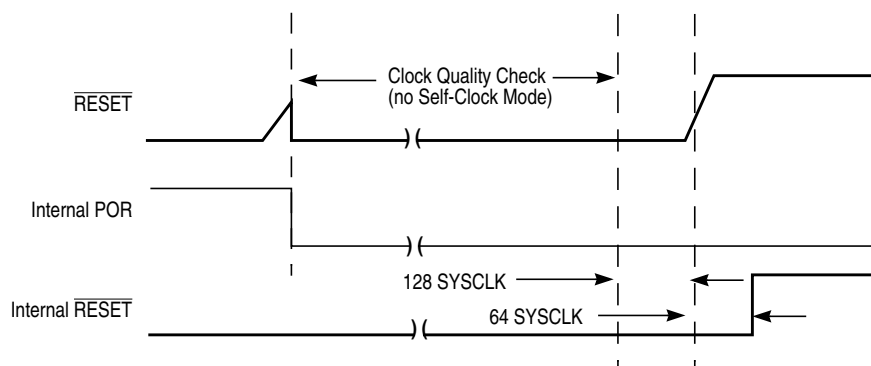 Clock Quality Check
(no Self-Clock Mode)
RESET
Internal POR
128 SYSCLK
Internal RESET
64 SYSCLK